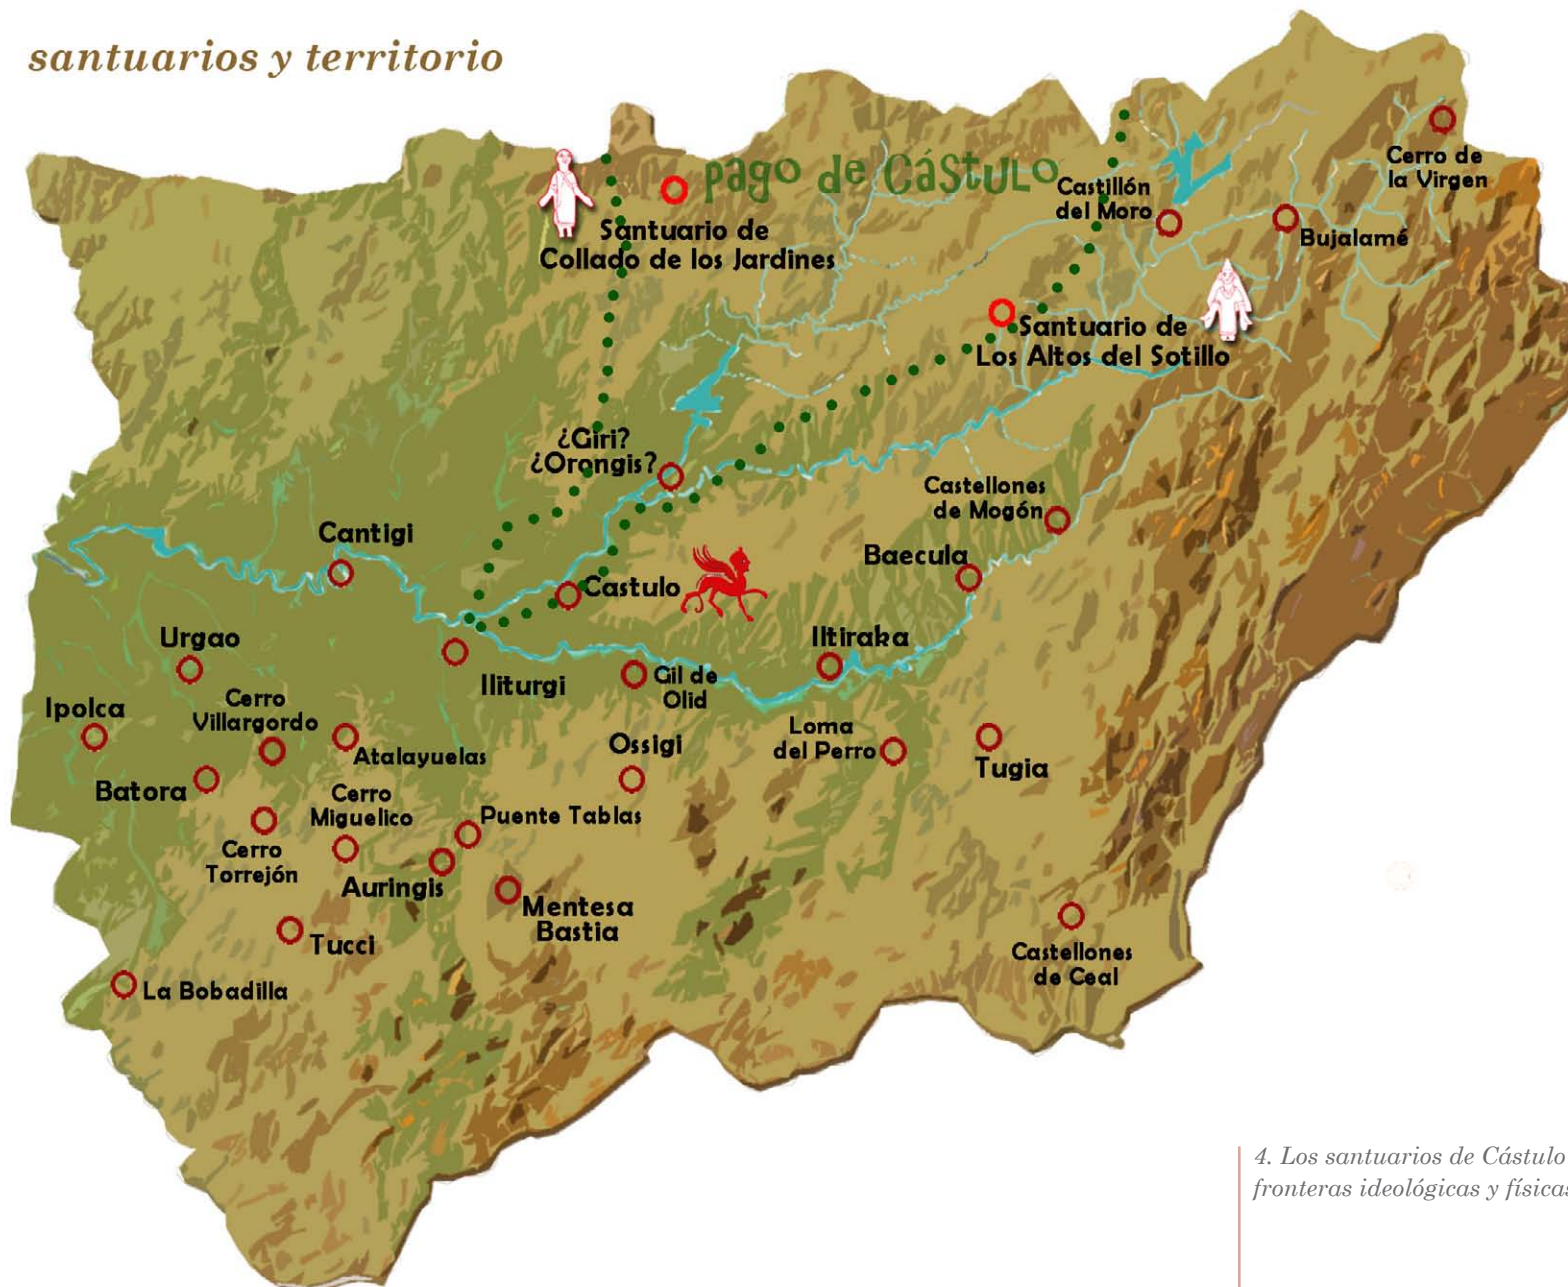 santuarios y territorio
pago de Cástulo
Santuario de
Collado de los Jardines
Castillón
del Moro
Cerro de
la Virgen
Bujalamé
Santuario de
Los Altos del Sotillo
¿Giri?
¿Orongis?
Castellones
de Mogón
Cantigi
Baecula
Castulo
Urgao
Iltiraka
Iliturgi
Gil de
Olid
Ipolca
Cerro
Villargordo
Atalayuelas
Ossigi
Loma
del Perro
Tugia
Batora
Cerro
Miguelico
Puente Tablas
Cerro
Torrejón
Auringis
Mentesa
Bastia
Tucci
Castellones
de Ceal
La Bobadilla
4. Los santuarios de Cástulo
fronteras ideológicas y físicas